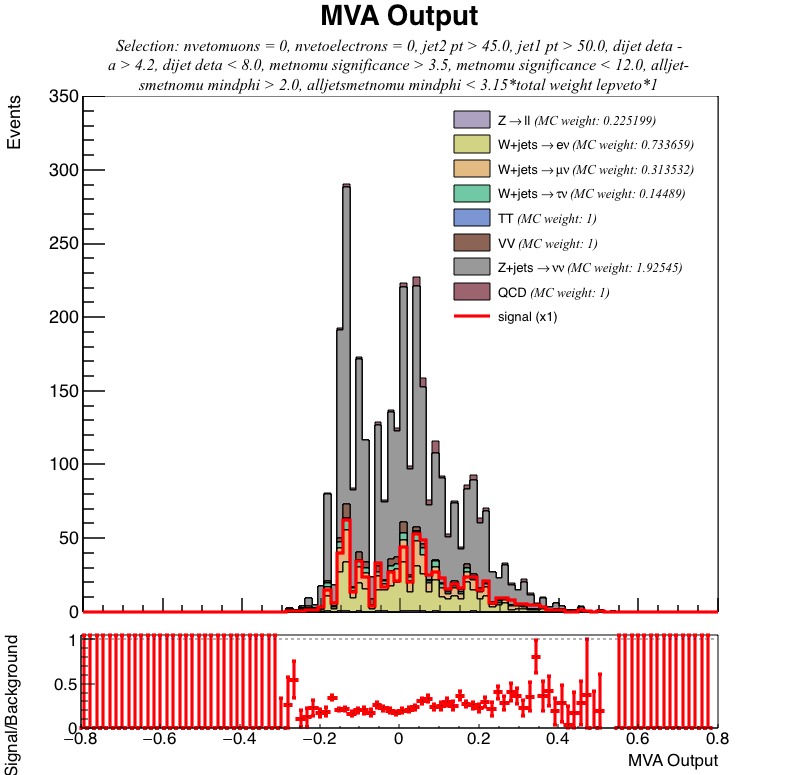 MVA Output
Selection: nvetomuons = 0, nvetoelectrons = 0, jet2 pt > 45.0, jet1 pt > 50.0, dijet deta -
a > 4.2, dijet deta < 8.0, metnomu significance > 3.5, metnomu significance < 12.0, alljet-
smetnomu mindphi > 2.0, alljetsmetnomu mindphi < 3.15*total weight lepveto*1
Events
350
300
250
200
150
100
50
0
Z→ll (MC weight: 0.225199)
W+jets→eν (MC weight: 0.733659)
W+jets→μν (MC weight: 0.313532)
W+jets→τν (MC weight: 0.14489)
TT (MC weight: 1)
VV (MC weight: 1)
Z+jets→νν (MC weight: 1.92545)
QCD (MC weight: 1)
signal (x1)
Signal/Background
1
0.5
0
−0.8 −0.6 −0.4 −0.2 0 0.2 0.4 0.6 0.8
MVA Output